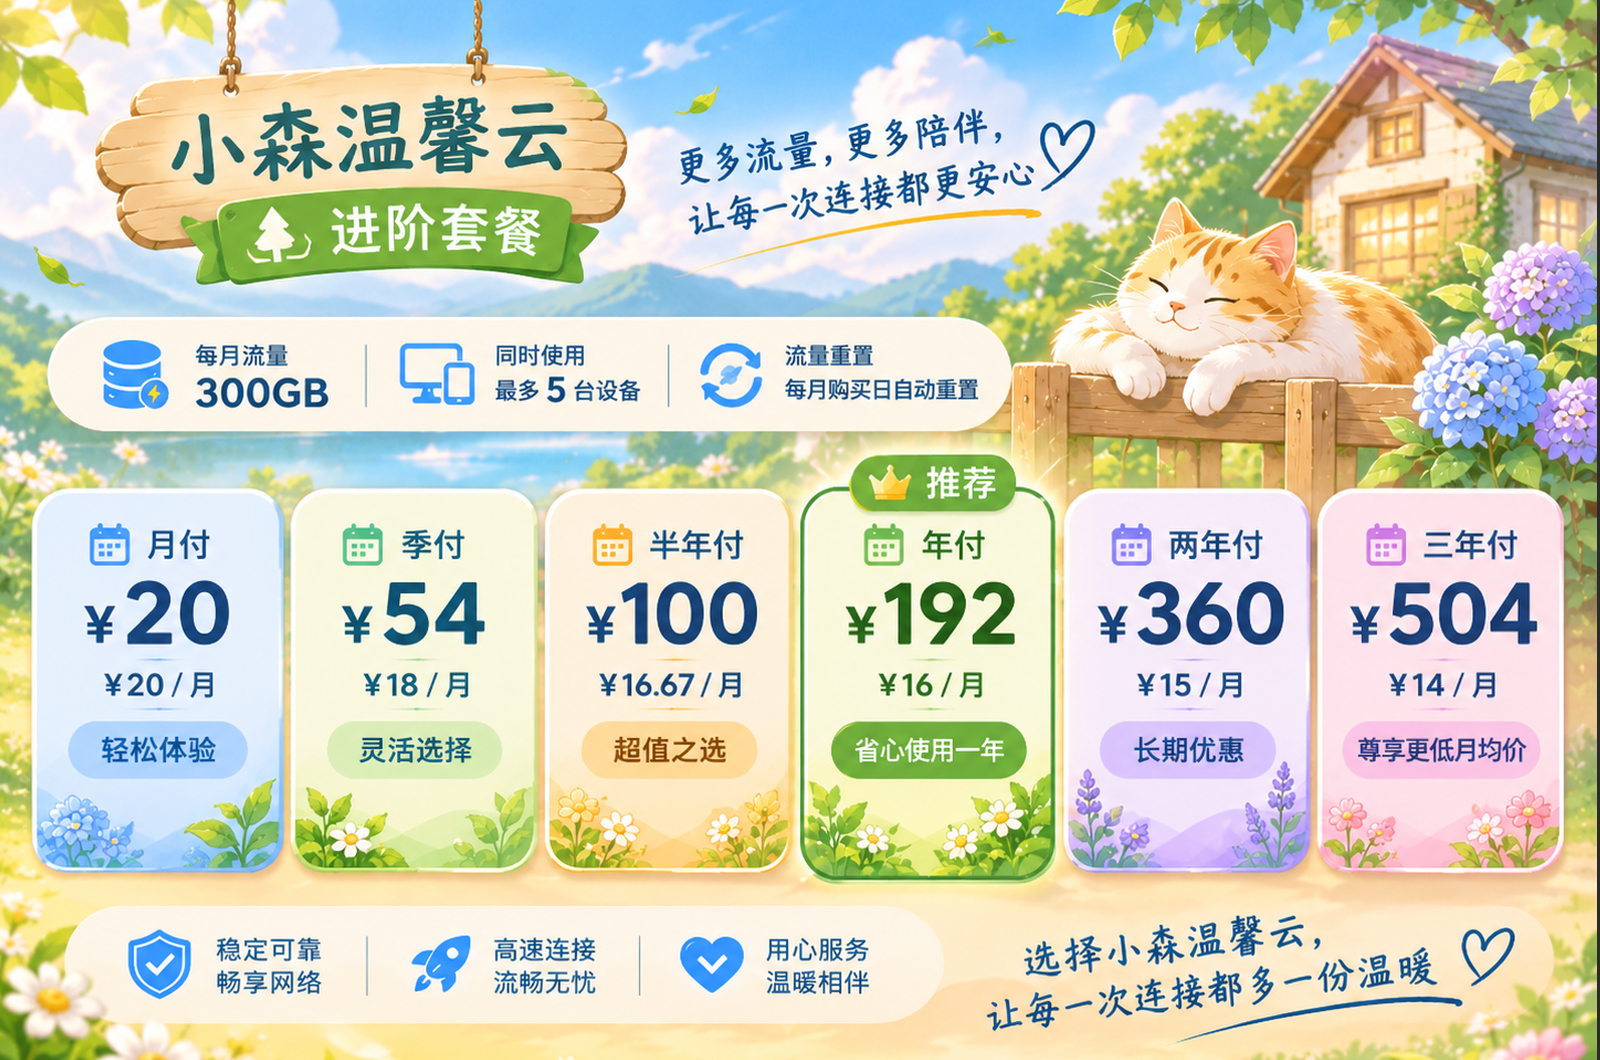 小森温馨云
进阶套餐
更多流量，更多陪伴，
让每一次连接都更安心
每月流量
300GB
同时使用
最多 5 台设备
流量重置
每月购买日自动重置
月付
¥20
¥20 / 月
轻松体验
季付
¥54
¥18 / 月
灵活选择
半年付
¥100
¥16.67 / 月
超值之选
推荐
年付
¥192
¥16 / 月
省心使用一年
两年付
¥360
¥15 / 月
长期优惠
三年付
¥504
¥14 / 月
尊享更低月均价
稳定可靠
畅享网络
高速连接
流畅无忧
用心服务
温暖相伴
选择小森温馨云，
让每一次连接都多一份温暖